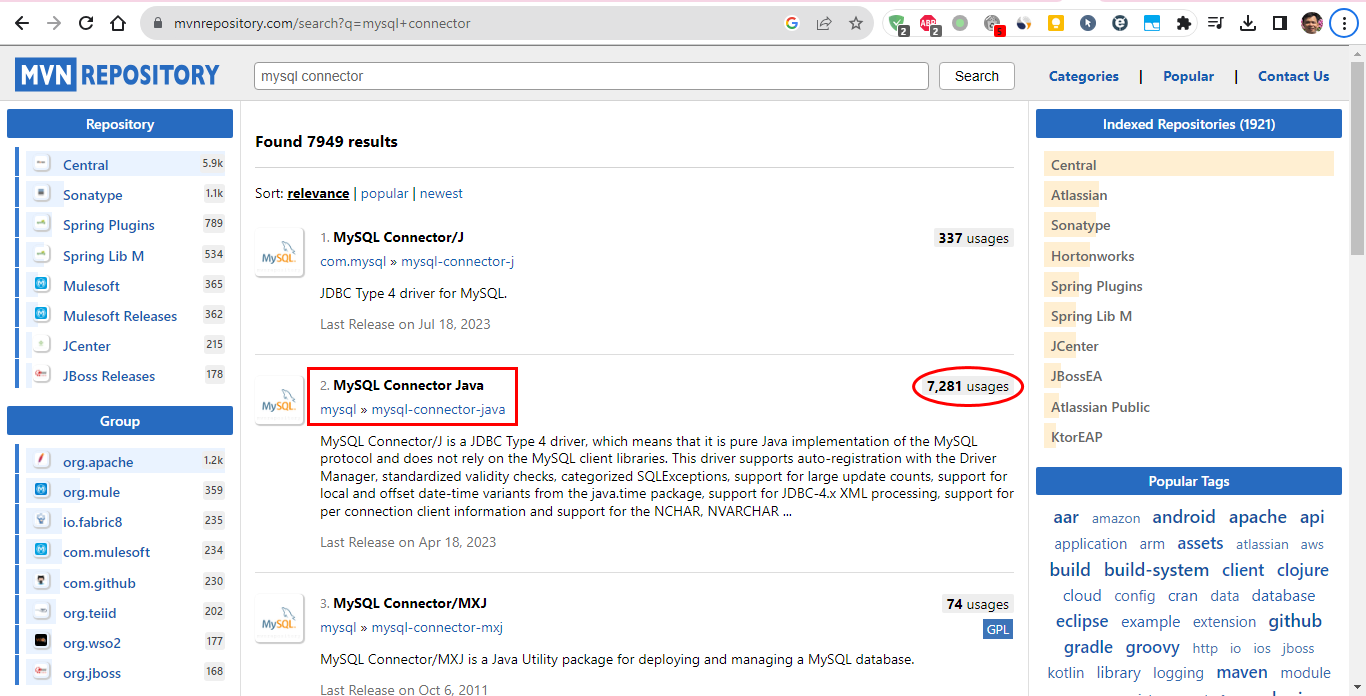 mvnrepository.com/search?q=mysql+connector
G
2
ABP
2
5
MVN REPOSITORY
mysql connector
Search
Categories | Popular | Contact Us
Repository
Central 5.9k
Sonatype 1.1k
Spring Plugins 789
Spring Lib M 534
Mulesoft 365
Mulesoft Releases 362
JCenter 215
JBoss Releases 178
Group
org.apache 1.2k
org.mule 359
io.fabric8 235
com.mulesoft 234
com.github 230
org.teiid 202
org.wso2 177
org.jboss 168
Found 7949 results
Sort: relevance | popular | newest
MySQL
1. MySQL Connector/J 337 usages
com.mysql » mysql-connector-j
JDBC Type 4 driver for MySQL.
Last Release on Jul 18, 2023
MySQL
2. MySQL Connector Java 7,281 usages
mysql » mysql-connector-java
MySQL Connector/J is a JDBC Type 4 driver, which means that it is pure Java implementation of the MySQL
protocol and does not rely on the MySQL client libraries. This driver supports auto-registration with the Driver
Manager, standardized validity checks, categorized SQLExceptions, support for large update counts, support for
local and offset date-time variants from the java.time package, support for JDBC-4.x XML processing, support for
per connection client information and support for the NCHAR, NVARCHAR ...
Last Release on Apr 18, 2023
MySQL
3. MySQL Connector/MXJ 74 usages
mysql » mysql-connector-mxj GPL
MySQL Connector/MXJ is a Java Utility package for deploying and managing a MySQL database.
Last Release on Oct 6, 2011
Indexed Repositories (1921)
Central
Atlassian
Sonatype
Hortonworks
Spring Plugins
Spring Lib M
JCenter
JBossEA
Atlassian Public
KtorEAP
Popular Tags
aar amazon android apache api
application arm assets atlassian aws
build build-system client clojure
cloud config cran data database
eclipse example extension github
gradle groovy http io ios jboss
kotlin library logging maven module